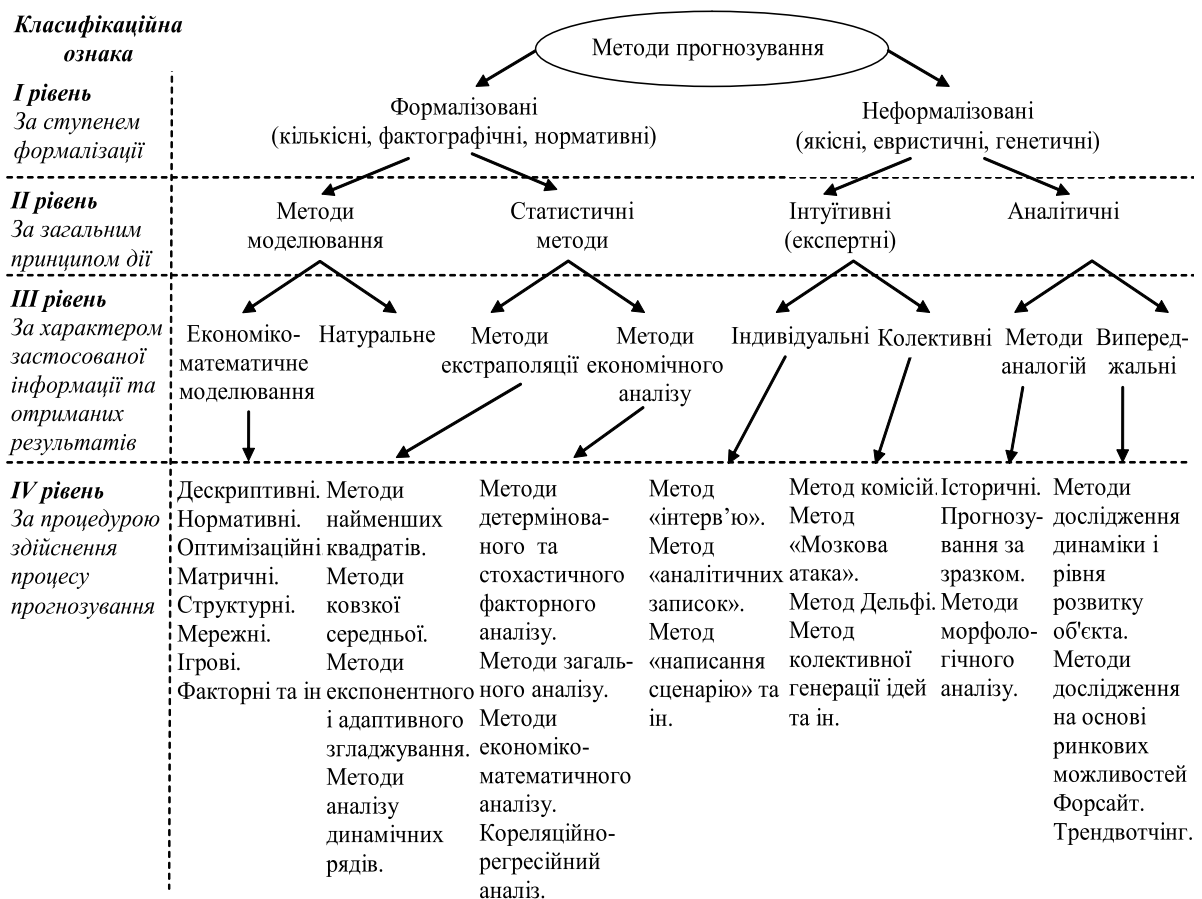 Класифікаційна
ознака
Методи прогнозування
I рівень
За ступенем
формалізації
Формалізовані
(кількісні, фактографічні, нормативні)
Неформалізовані
(якісні, евристичні, генетичні)
II рівень
За загальним
принципом дії
Методи
моделювання
Статистичні
методи
Інтуїтивні
(експертні)
Аналітичні
III рівень
За характером
застосованої
інформації та
отриманих
результатів
Економіко-
математичне
моделювання
Натуральне
Методи
екстраполяції
Методи
економічного
аналізу
Індивідуальні
Колективні
Методи
аналогій
Виперед-
жальні
IV рівень
За процедурою
здійснення
процесу
прогнозування
Дескриптивні.
Нормативні.
Оптимізаційні
Матричні.
Структурні.
Мережні.
Ігрові.
Факторні та ін
Методи
найменших
квадратів.
Методи
ковзкої
середньої.
Методи
експонентного
і адаптивного
згладжування.
Методи
аналізу
динамічних
рядів.
Методи
детермінова-
ного та
стохастичного
факторного
аналізу.
Методи загаль-
ного аналізу.
Методи
економіко-
математичного
аналізу.
Кореляційно-
регресійний
аналіз.
Метод
«інтерв’ю».
Метод
«аналітичних
записок».
Метод
«написання
сценарію» та
ін.
Метод комісій.
Метод
«Мозкова
атака».
Метод Дельфі.
Метод
колективної
генерації ідей
та ін.
Історичні.
Прогнозу-
вання за
зразком.
Методи
морфоло-
гічного
аналізу.
Методи
дослідження
динаміки і
рівня
розвитку
об'єкта.
Методи
дослідження
на основі
ринкових
можливостей
Форсайт.
Трендвотчінг.